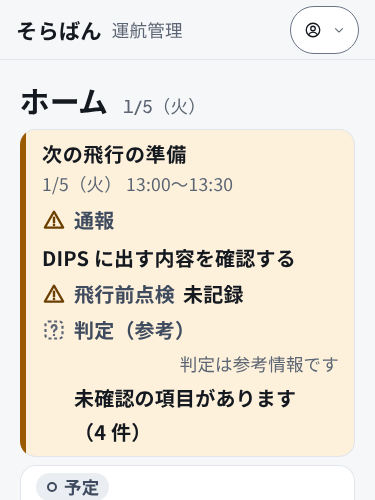 そらばん 運航管理
ホーム 1/5（火）
次の飛行の準備
1/5（火） 13:00〜13:30
通報
DIPS に出す内容を確認する
飛行前点検 未記録
判定（参考）
判定は参考情報です
未確認の項目があります
（4 件）
予定